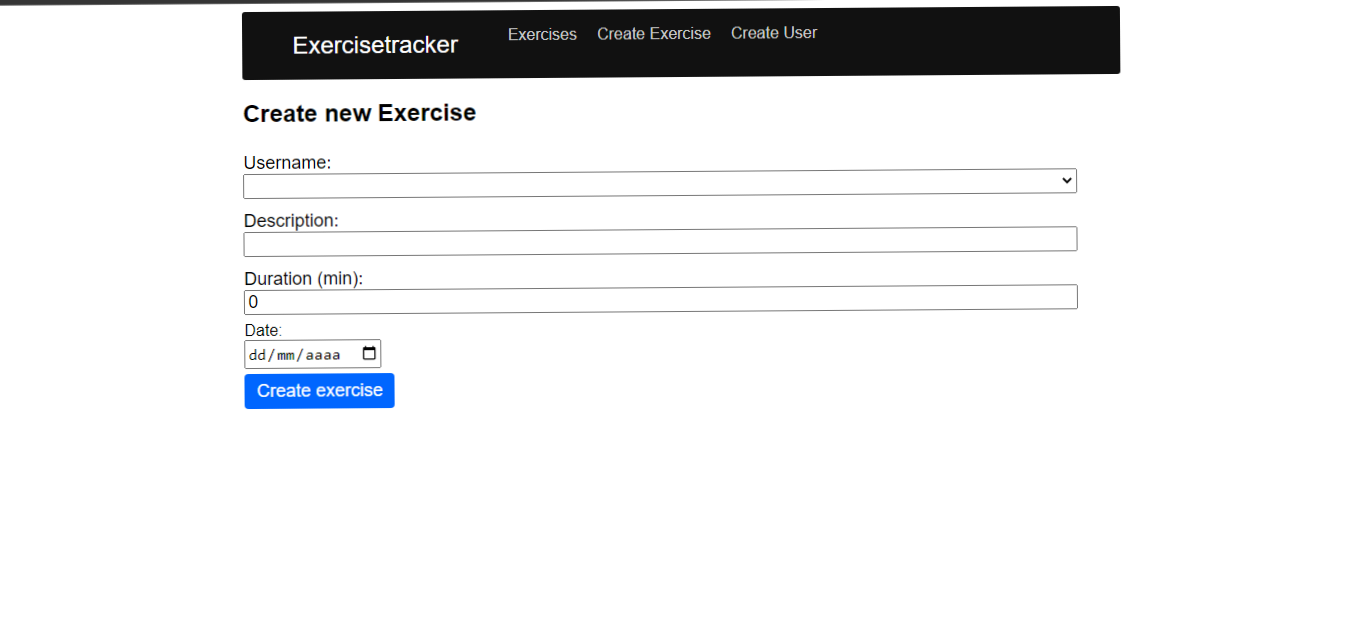 Exercisetracker Exercises Create Exercise Create User
Create new Exercise
Username:
Description:
Duration (min):
0
Date:
dd/mm/aaaa
Create exercise